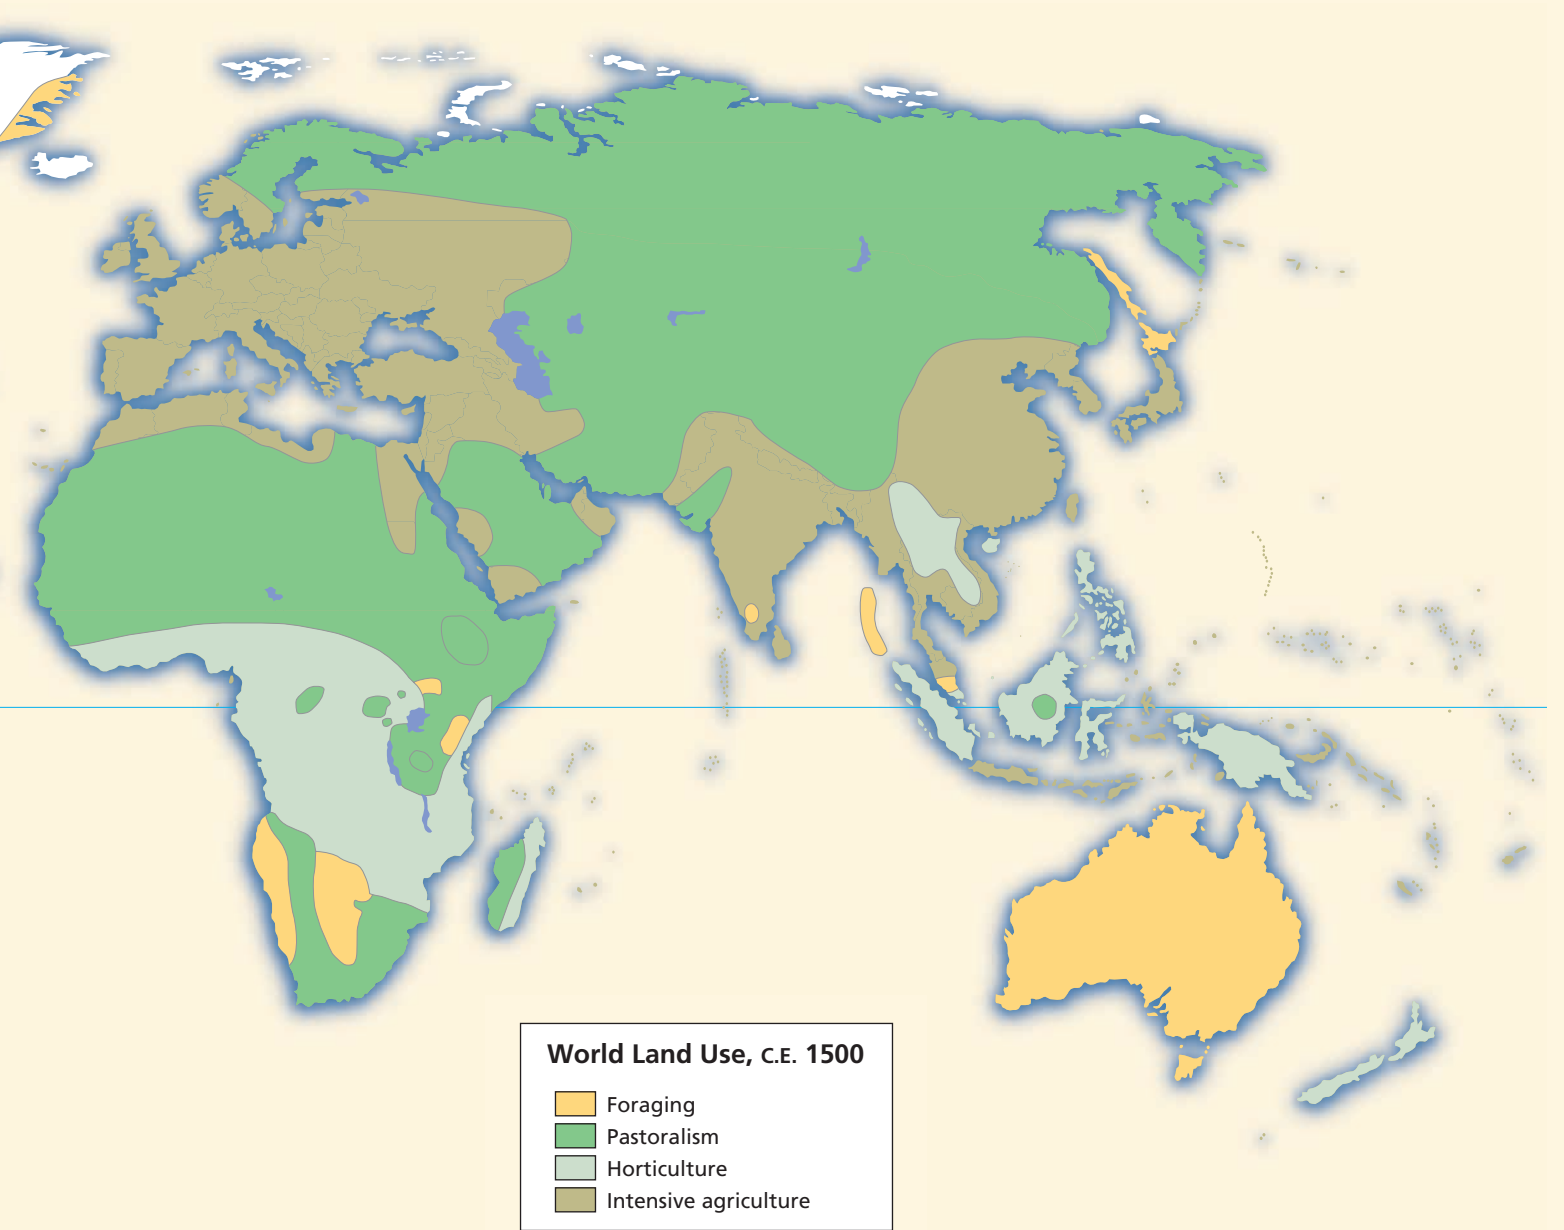 World Land Use, C.E. 1500
Foraging
Pastoralism
Horticulture
Intensive agriculture